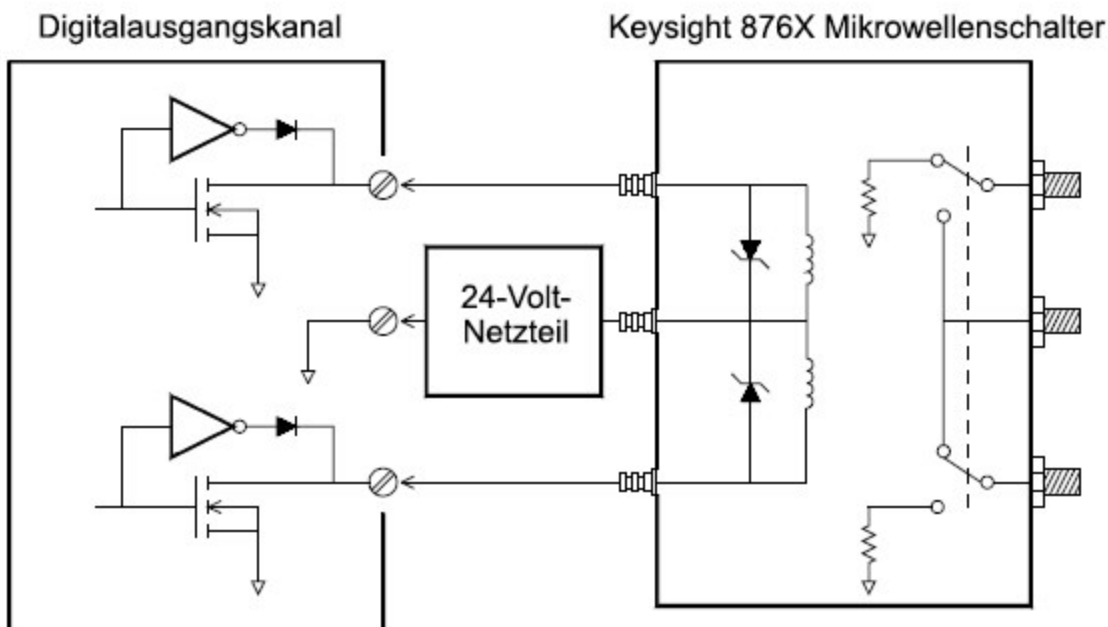 Digitalausgangskanal
Keysight 876X Mikrowellenschalter
24-Volt-
Netzteil